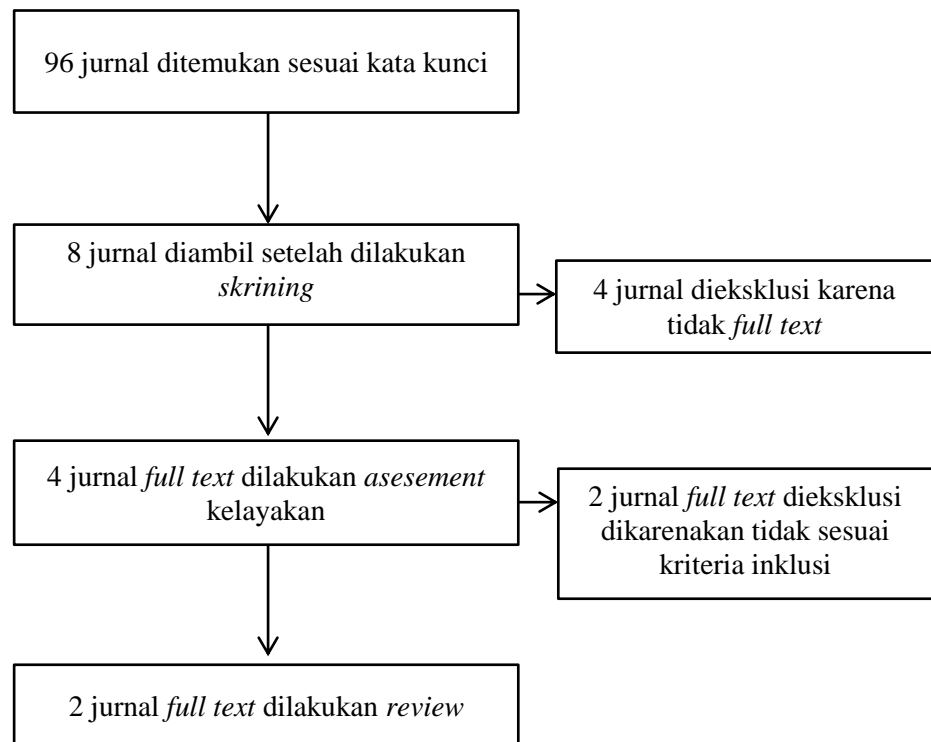 96 jurnal ditemukan sesuai kata kunci
8 jurnal diambil setelah dilakukan
skrining
4 jurnal dieksklusi karena
tidak full text
4 jurnal full text dilakukan asesement
kelayakan
2 jurnal full text dieksklusi
dikarenakan tidak sesuai
kriteria inklusi
2 jurnal full text dilakukan review